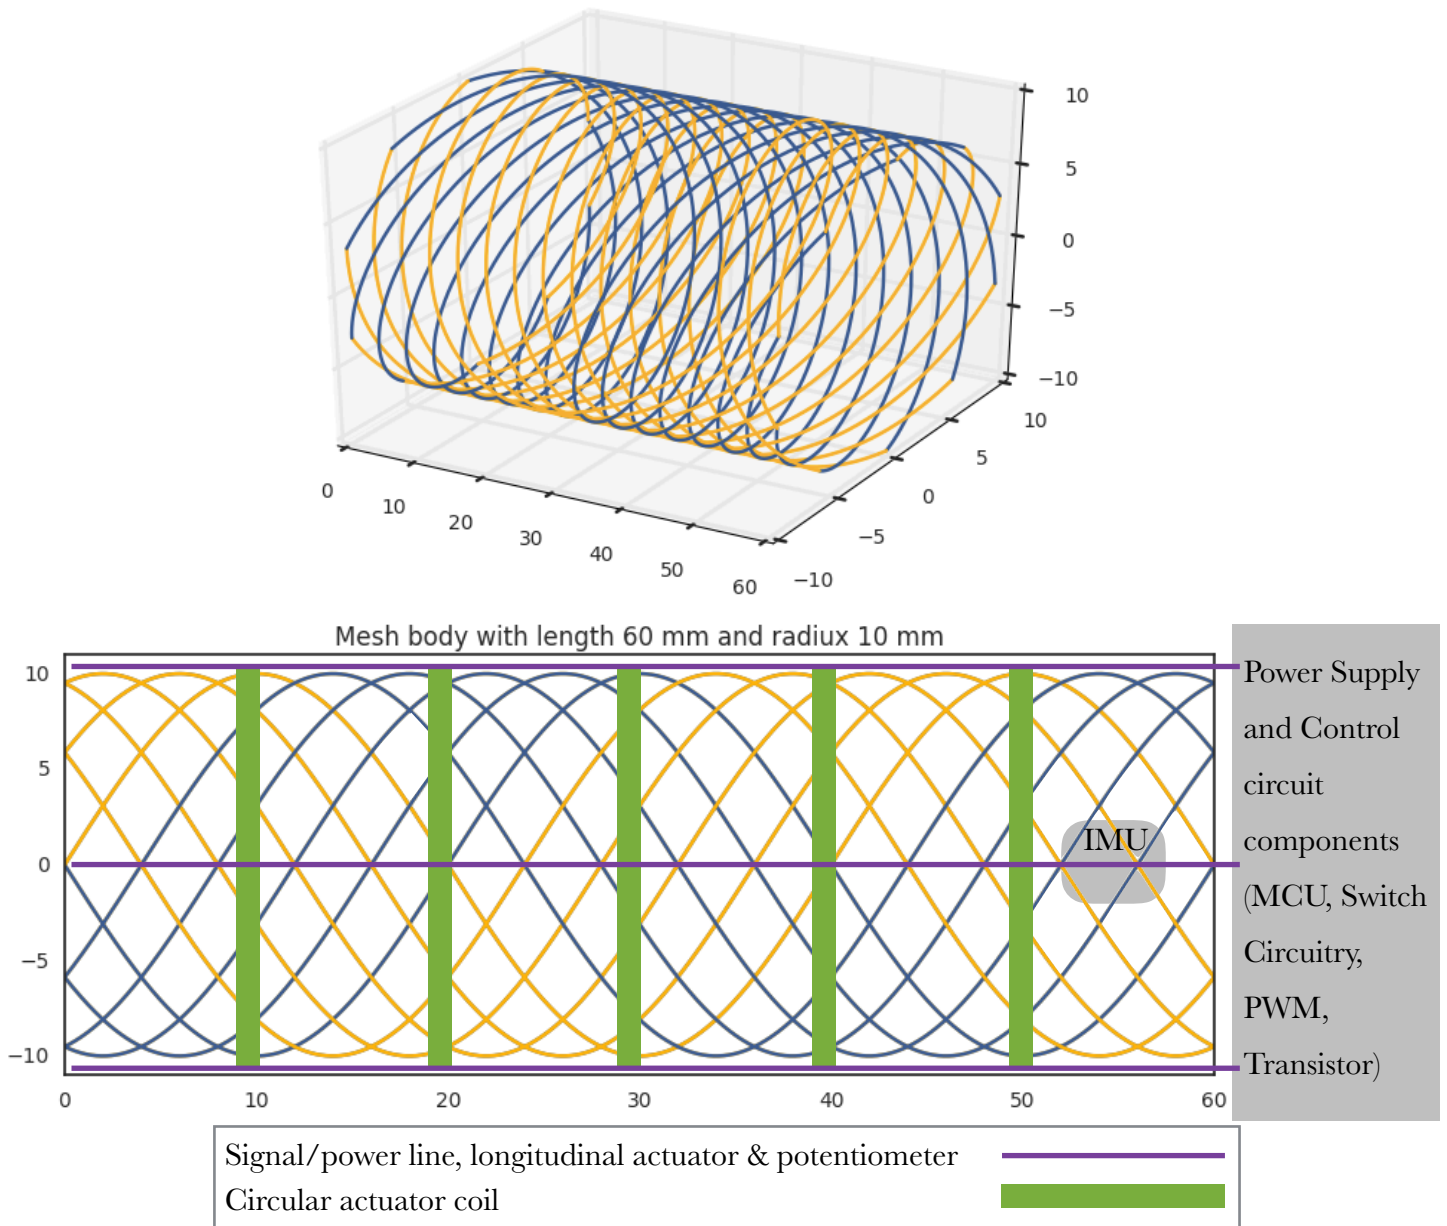 10
5
0
−5
−10
10
5
0
−5
−10
0
10
20
30
40
50
60
Mesh body with length 60 mm and radiux 10 mm
10
5
0
−5
−10
0
10
20
30
40
50
60
IMU
Power Supply
and Control
circuit
components
(MCU, Switch
Circuitry,
PWM,
Transistor)
Signal/power line, longitudinal actuator & potentiometer
Circular actuator coil